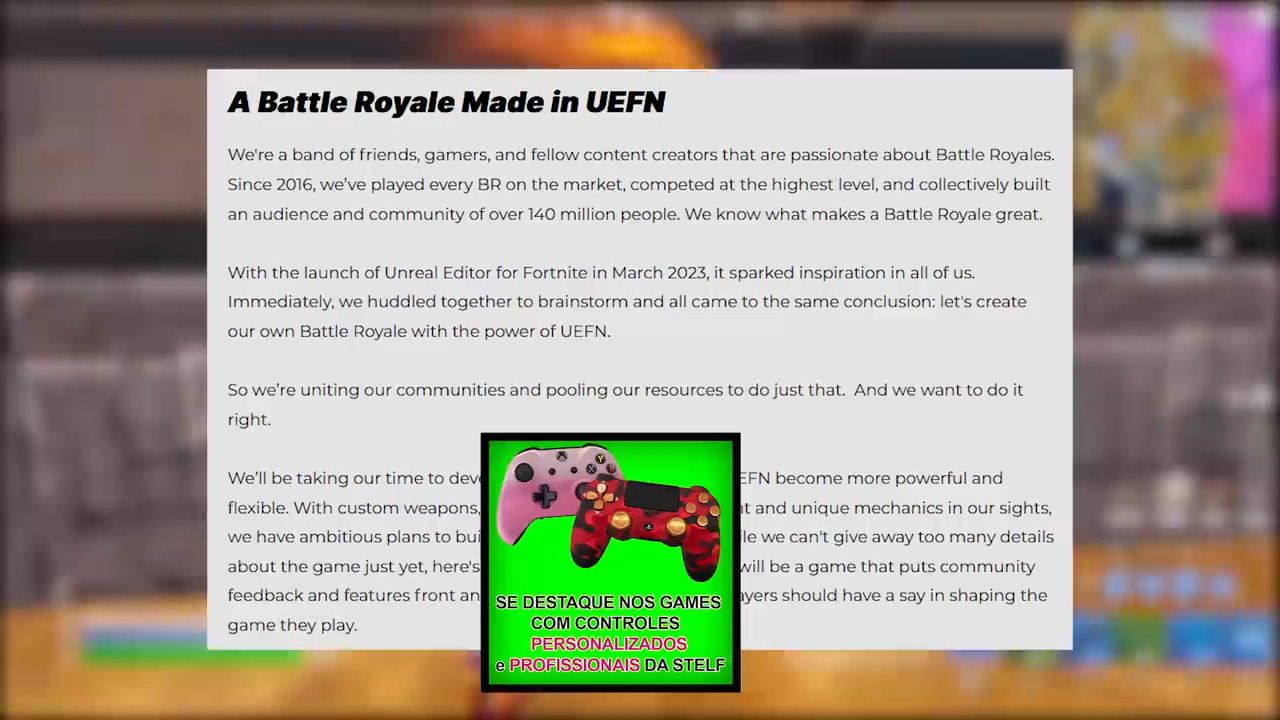 A Battle Royale Made in UEFN
We're a band of friends, gamers, and fellow content creators that are passionate about Battle Royales.
Since 2016, we've played every BR on the market, competed at the highest level, and collectively built
an audience and community of over 140 million people. We know what makes a Battle Royale great.
With the launch of Unreal Editor for Fortnite in March 2023, it sparked inspiration in all of us.
Immediately, we huddled together to brainstorm and all came to the same conclusion: let's create
our own Battle Royale with the power of UEFN.
So we're uniting our communities and pooling our resources to do just that. And we want to do it
right.
We'll be taking our time to EFN become more powerful and
flexible. With custom weapons, and unique mechanics in our sights,
we have ambitious plans to we can't give away too many details
about the game just yet, here's will be a game that puts community
feedback and features front should have a say in shaping the
game they play.
SE DESTAQUE NOS GAMES
COM CONTROLES
PERSONALIZADOS
e PROFISSIONAIS DA STELF